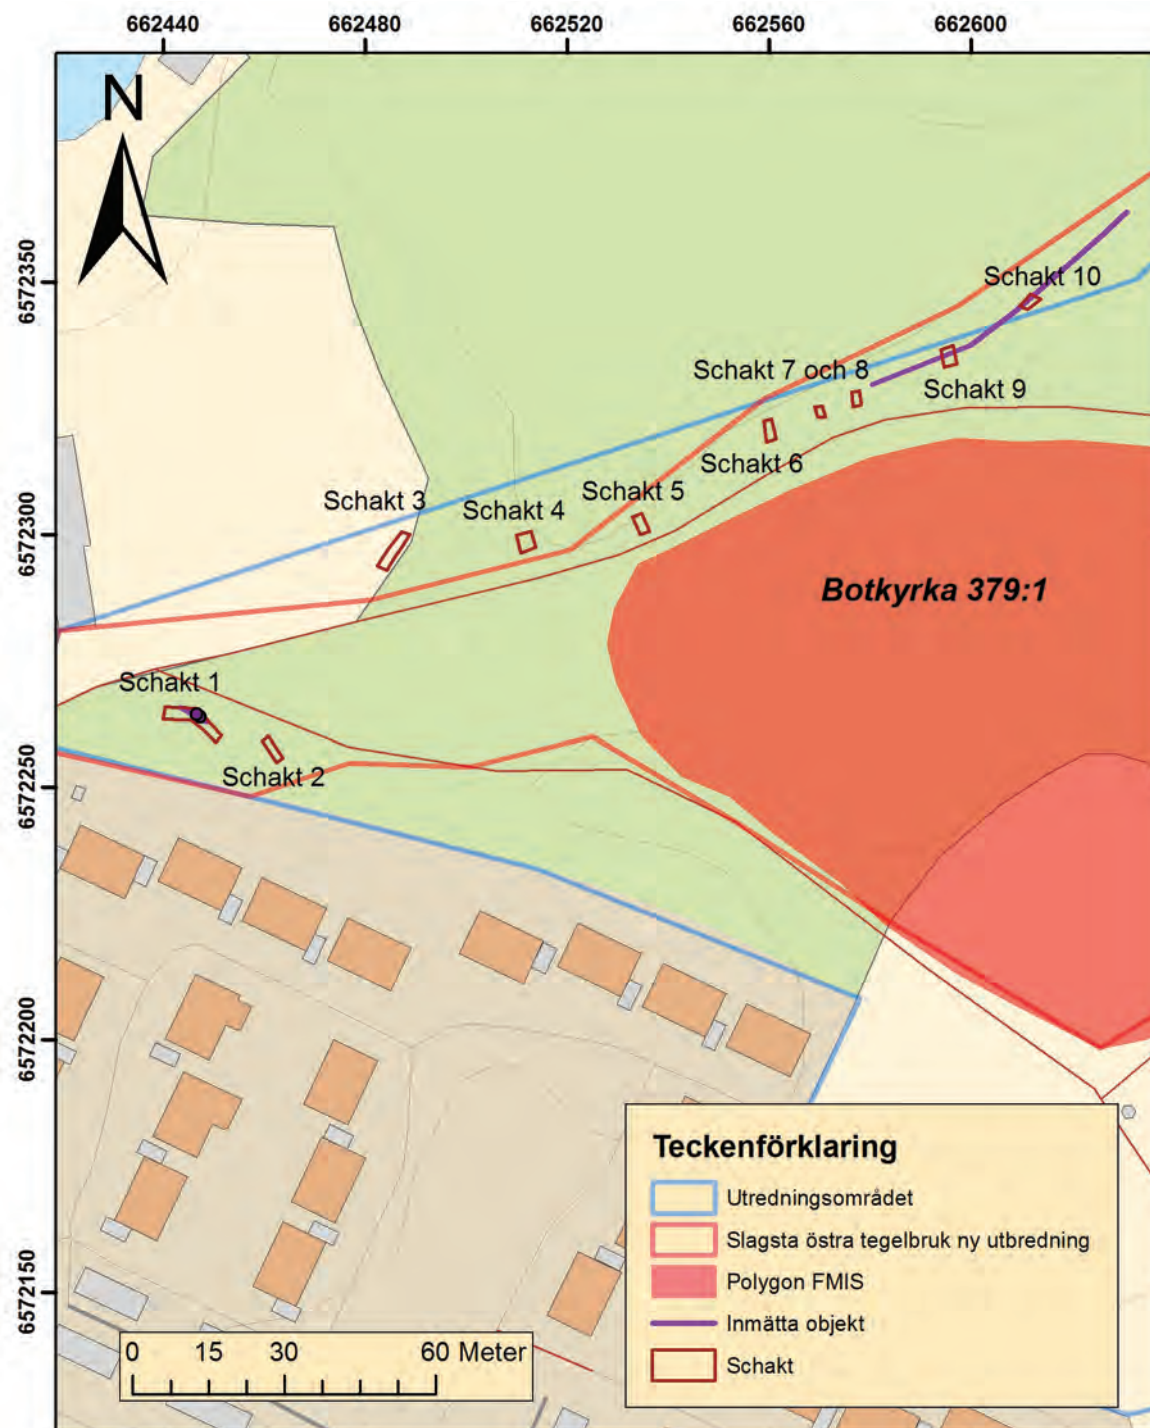 662440 662480 662520 662560 662600
N
6572350
6572300
6572250
6572200
6572150
Schakt 10
Schakt 7 och 8
Schakt 9
Schakt 6
Schakt 5
Schakt 4
Schakt 3
Botkyrka 379:1
Schakt 1
Schakt 2
Teckenförklaring
Utredningsområdet
Slagsta östra tegelbruk ny utbredning
Polygon FMIS
Inmätta objekt
Schakt
0 15 30 60 Meter